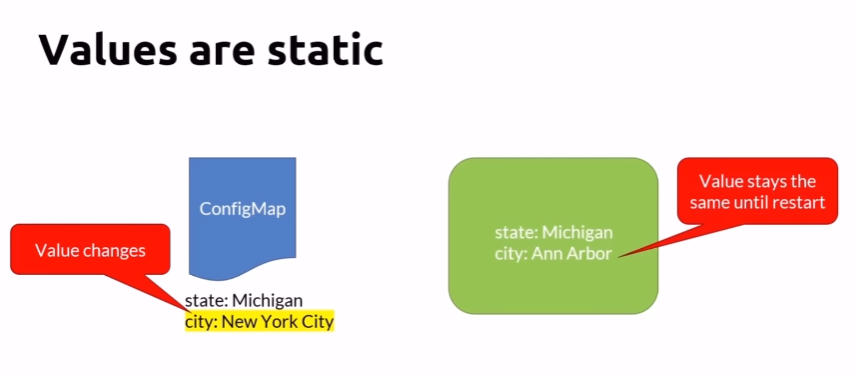 Values are static
ConfigMap
Value changes
state: Michigan
city: New York City
state: Michigan
city: Ann Arbor
Value stays the
same until restart